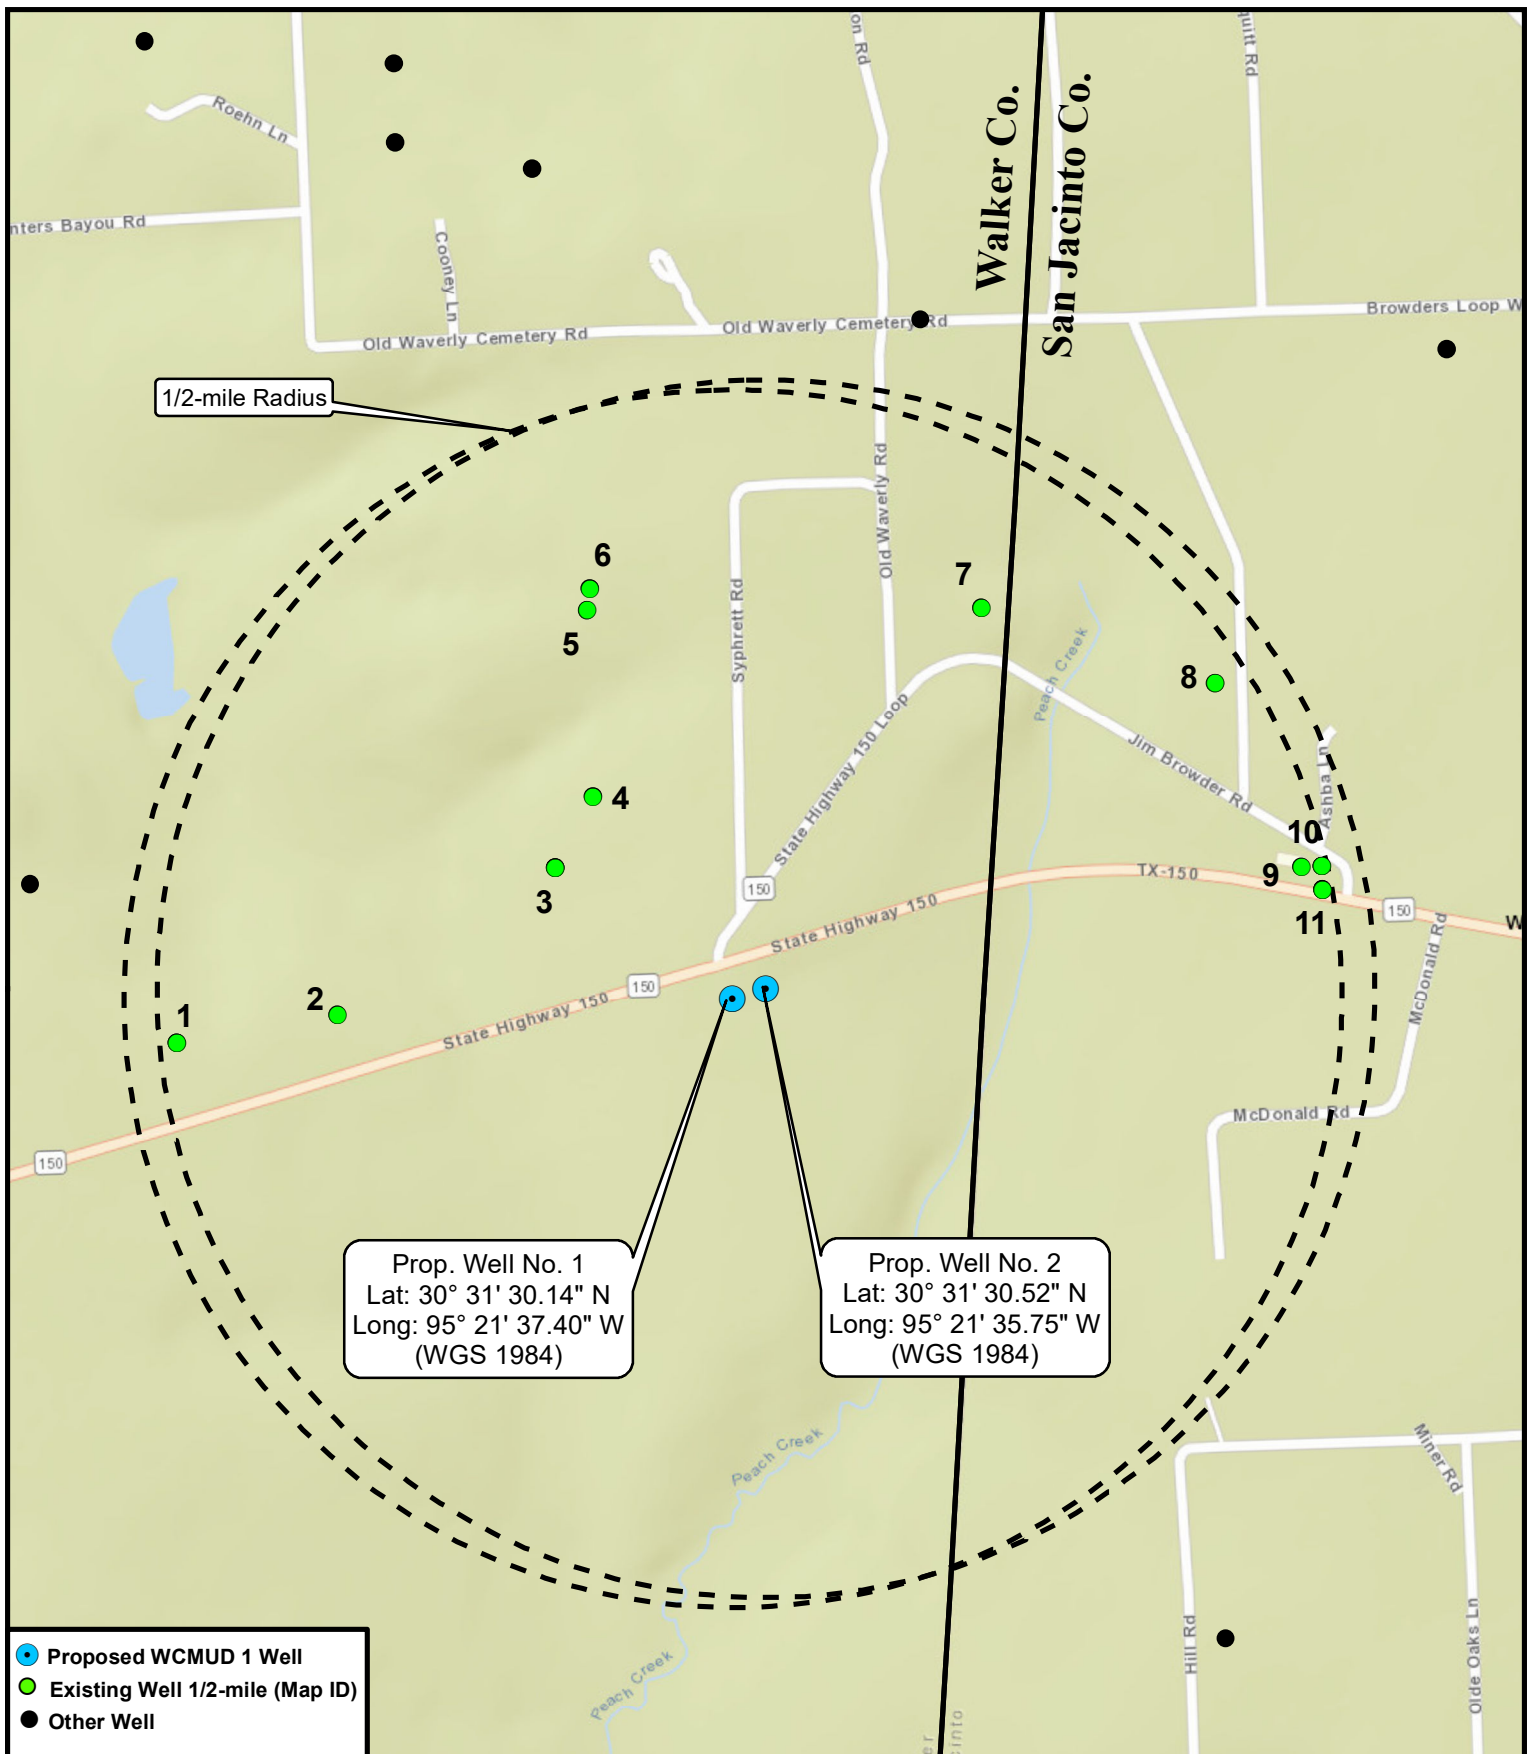 on Rd
quitt Rd
Roehn Ln
Walker Co.
San Jacinto Co.
nters Bayou Rd
Cooney Ln
Old Waverly Cemetery Rd
Old Waverly Cemetery Rd
Browders Loop W
1/2-mile Radius
Old Waverly Rd
6
7
5
Syphrett Rd
Peach Creek
8
State Highway 150 Loop
Jim Browder Rd
Ashba Ln
4
10
3
150
TX-150
9
11
150
W
State Highway 150
McDonald Rd
2
1
150
State Highway 150
McDonald Rd
150
Prop. Well No. 1
Lat: 30° 31' 30.14" N
Long: 95° 21' 37.40" W
(WGS 1984)
Prop. Well No. 2
Lat: 30° 31' 30.52" N
Long: 95° 21' 35.75" W
(WGS 1984)
Peach Creek
Miner Rd
Hill Rd
Olde Oaks Ln
Peach Creek
er
cinto
Proposed WCMUD 1 Well
Existing Well 1/2-mile (Map ID)
Other Well